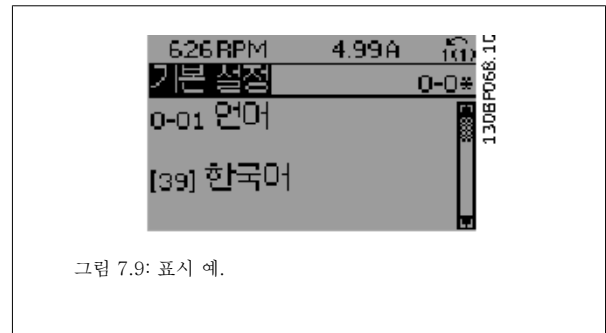 626 RPM 4.99 A 1(1)
기본 설정 0-0*
0-01 언어
[39] 한국어
130BP068.10
그림 7.9: 표시 예.